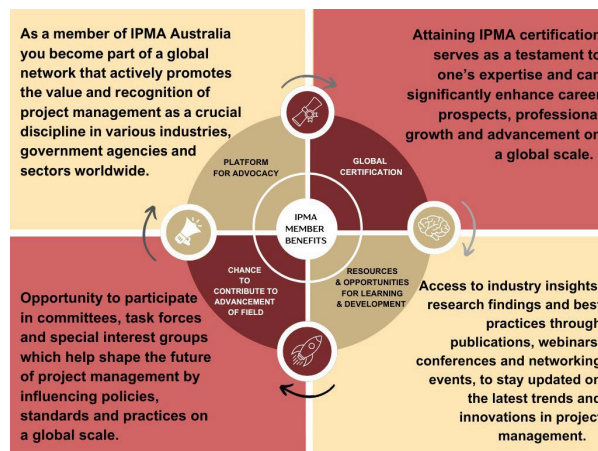 As a member of IPMA Australia
you become part of a global
network that actively promotes
the value and recognition of
project management as a crucial
discipline in various industries,
government agencies and
sectors worldwide.
Attaining IPMA certification
serves as a testament to
one's expertise and can
significantly enhance career
prospects, professiona
growth and advancement on
a global scale.
PLATFORM
FOR ADVOCACY
GLOBAL
CERTIFICATION
IPMA
MEMBER
BENEFITS
CHANCE
TO
CONTRIBUTE TO
ADVANCEMENT
OF FIELD
RESOURCES
& OPPORTUNITIES
FOR LEARNING
& DEVELOPMENT
Opportunity to participate
in committees, task forces
and special interest groups
which help shape the future
of project management by
influencing policies,
standards and practices on
a global scale.
Access to industry insights
research findings and best
practices through
publications, webinars
conferences and networking
events, to stay updated on
the latest trends and
innovations in project
management.